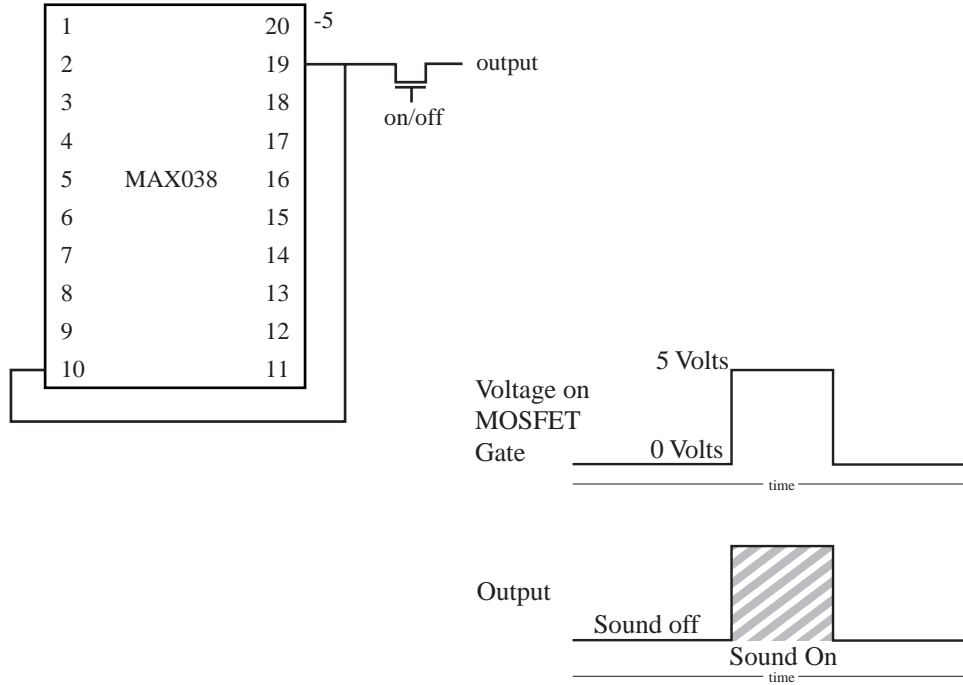 1 20 -5
2 19 output
3 18
on/off
4 17
5 MAX038 16
6 15
7 14
8 13
9 12
10 11
5 Volts
Voltage on
MOSFET
Gate
0 Volts
time
Output
Sound off
Sound On
time